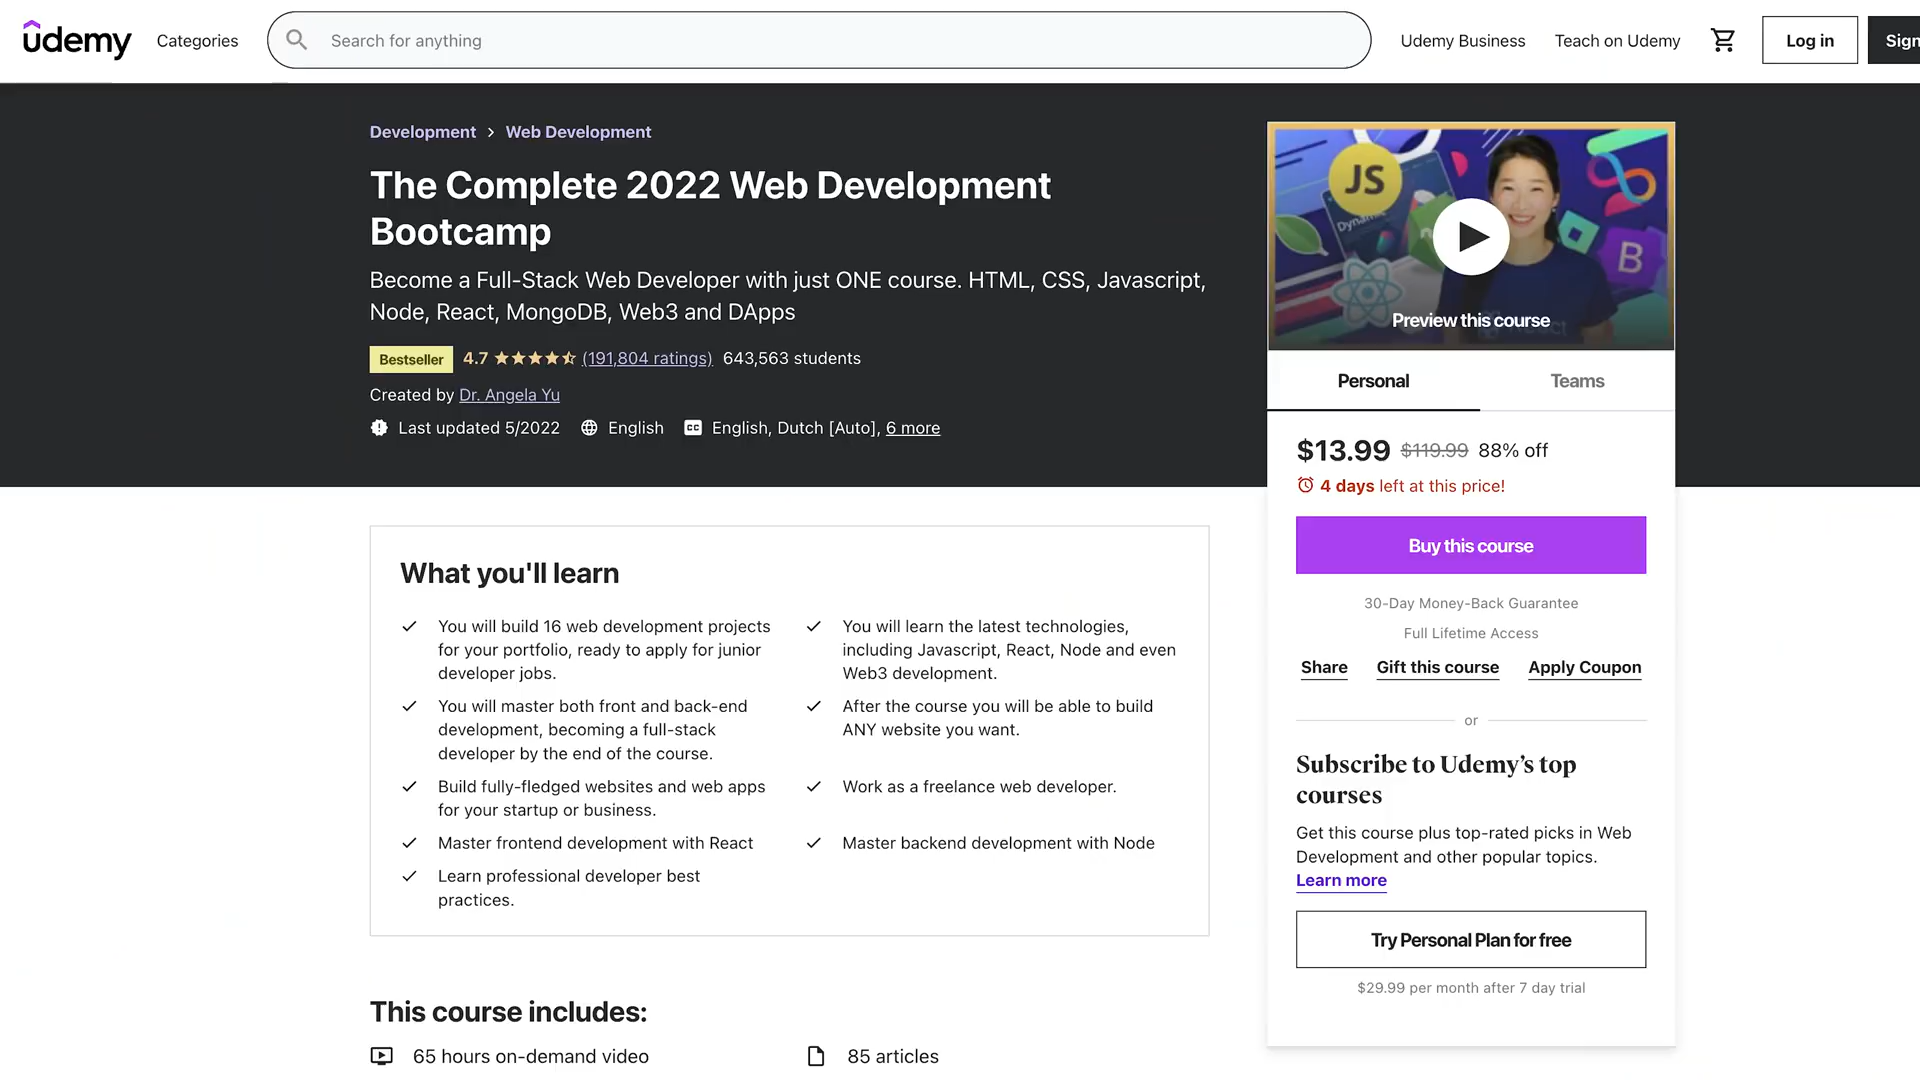 udemy
Categories
Search for anything
Udemy Business
Teach on Udemy
Log in
Sign
Development > Web Development
The Complete 2022 Web Development
Bootcamp
Become a Full-Stack Web Developer with just ONE course. HTML, CSS, Javascript,
Node, React, MongoDB, Web3 and DApps
Bestseller 4.7 (191,804 ratings) 643,563 students
Created by Dr. Angela Yu
Last updated 5/2022 English CC English, Dutch [Auto], 6 more
JS
B
Preview this course
Personal
Teams
$13.99 $119.99 88% off
4 days left at this price!
Buy this course
30-Day Money-Back Guarantee
Full Lifetime Access
Share
Gift this course
Apply Coupon
or
Subscribe to Udemy's top
courses
Get this course plus top-rated picks in Web
Development and other popular topics.
Learn more
Try Personal Plan for free
$29.99 per month after 7 day trial
What you'll learn
You will build 16 web development projects
for your portfolio, ready to apply for junior
developer jobs.
You will learn the latest technologies,
including Javascript, React, Node and even
Web3 development.
You will master both front and back-end
development, becoming a full-stack
developer by the end of the course.
After the course you will be able to build
ANY website you want.
Build fully-fledged websites and web apps
for your startup or business.
Work as a freelance web developer.
Master frontend development with React
Master backend development with Node
Learn professional developer best
practices.
This course includes:
65 hours on-demand video
85 articles